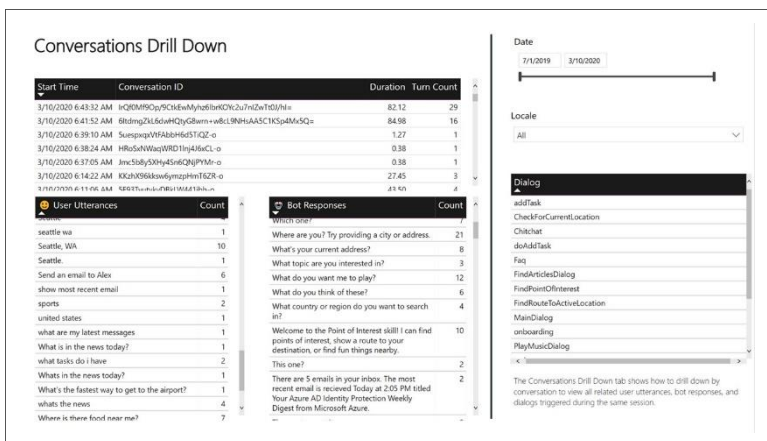 Conversations Drill Down
Start Time Conversation ID Duration Turn Count
3/10/2020 6:43:32 AM 82.12 29
3/10/2020 6:41:52 AM 84.98 16
3/10/2020 6:39:10 AM 1.27 1
3/10/2020 6:38:24 AM 0.38 1
3/10/2020 6:37:05 AM 0.38 1
3/10/2020 6:14:22 AM 27.45 3
3/10/2020 6:11:06 AM 43.50 4
User Utterances Count
seattle wa 1
Seattle, WA 10
Seattle. 1
Send an email to Alex 6
show most recent email 1
sports 2
united states 1
what are my latest messages 1
What is in the news today? 1
what tasks do i have 2
Whats in the news today? 1
What's the fastest way to get to the airport? 1
whats the news 4
Where is there food near me? 7
Bot Responses Count
Which one? 7
Where are you? Try providing a city or address. 21
What's your current address? 8
What topic are you interested in? 3
What do you want me to play? 12
What do you think of these? 6
What country or region do you want to search 4
in?
Welcome to the Point of Interest skill! I can find 10
points of interest, show a route to your
destination, or find fun things nearby.
This one? 2
There are 5 emails in your inbox. The most 2
recent email is recieved Today at 2:05 PM titled
Your Azure AD Identity Protection Weekly
Digest from Microsoft Azure.
Date
7/1/2019 3/10/2020
Locale
All
Dialog
addTask
CheckForCurrentLocation
Chitchat
doAddTask
Faq
FindArticlesDialog
FindPointOfInterest
FindRouteToActiveLocation
MainDialog
onboarding
PlayMusicDialog
The Conversations Drill Down tab shows how to drill down by
conversation to view all related user utterances, bot responses, and
dialogs triggered during the same session.